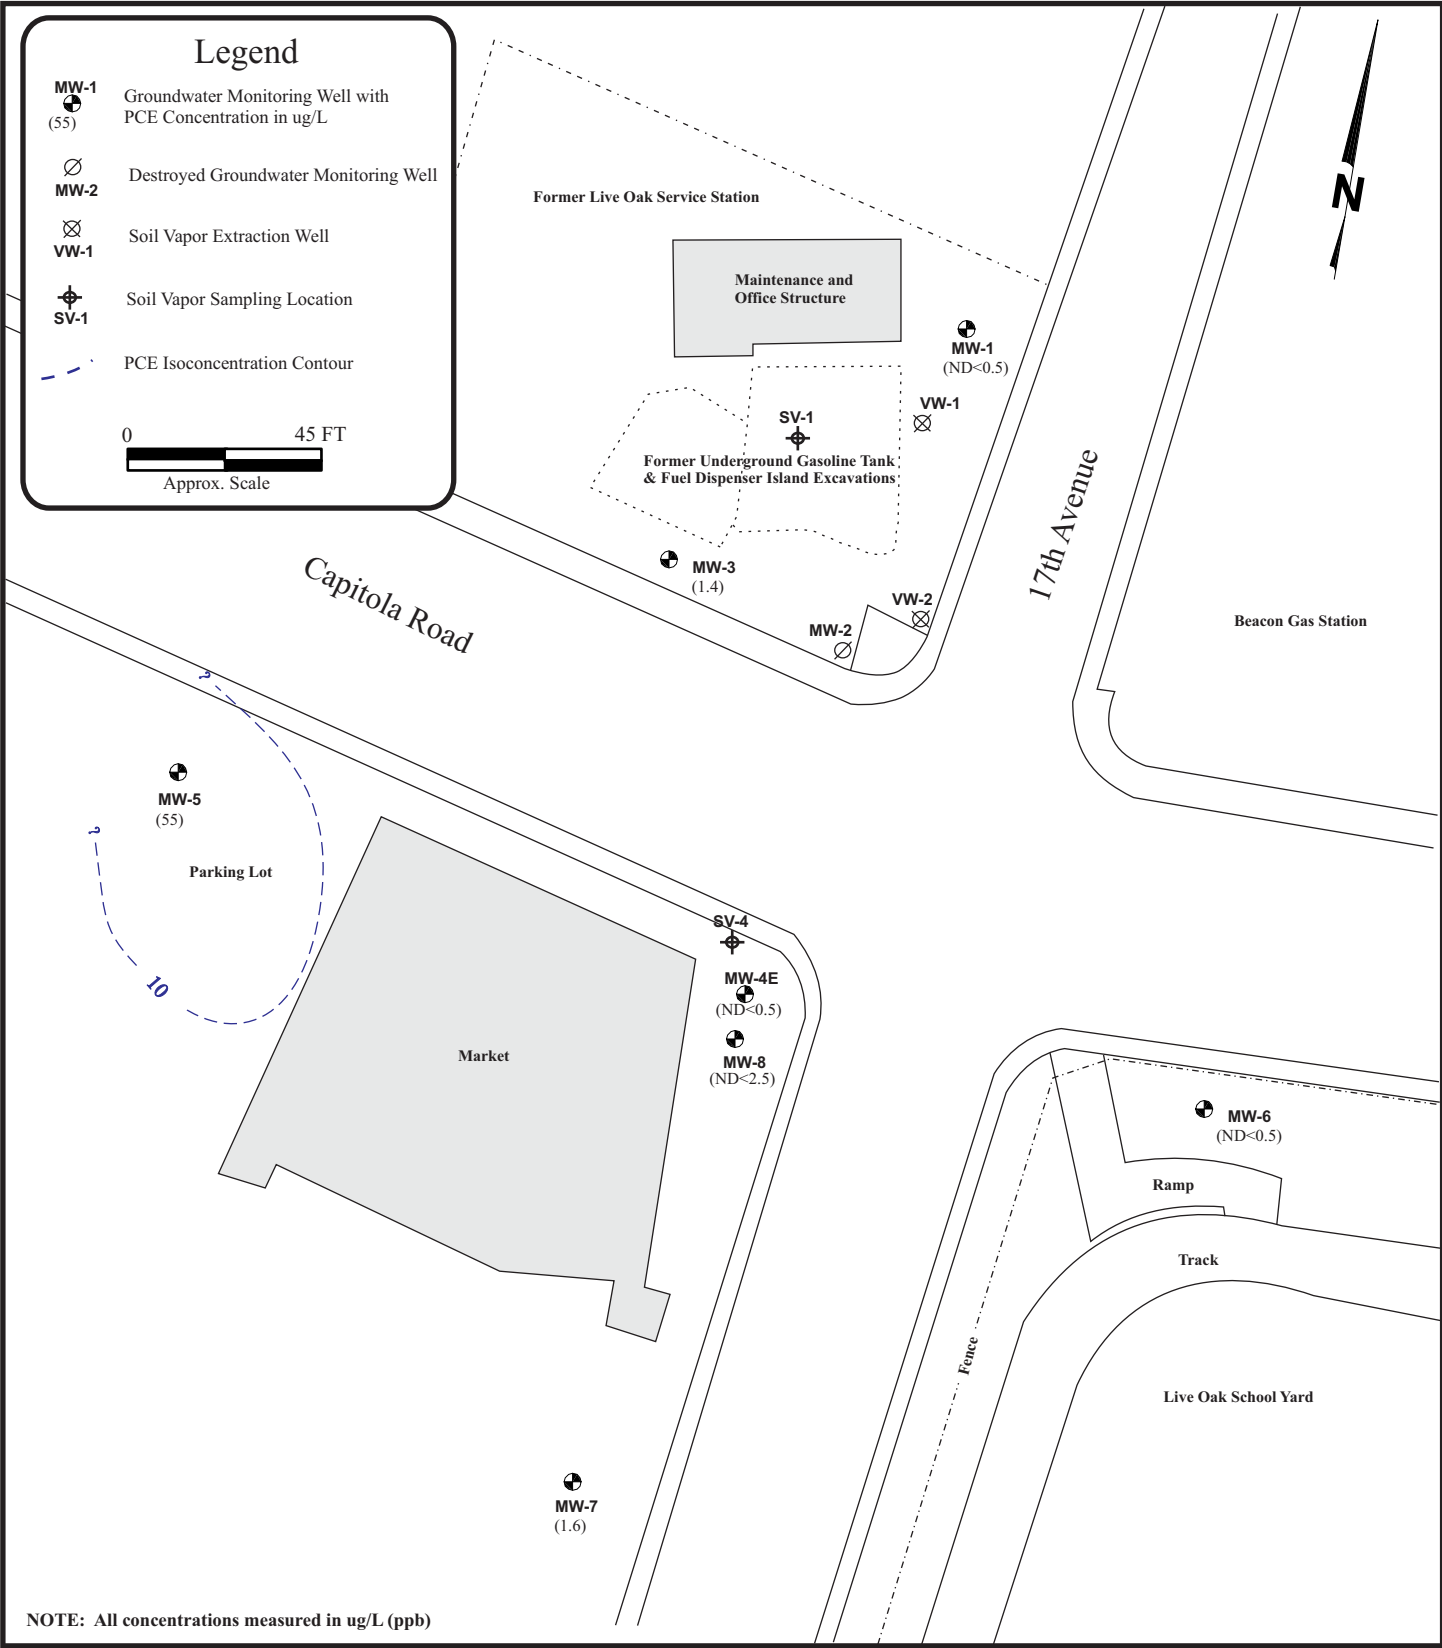 Legend
MW-1
(55)
Groundwater Monitoring Well with
PCE Concentration in ug/L
MW-2
Destroyed Groundwater Monitoring Well
VW-1
Soil Vapor Extraction Well
SV-1
Soil Vapor Sampling Location
PCE Isoconcentration Contour
0 45 FT
Approx. Scale
N
Former Live Oak Service Station
Maintenance and
Office Structure
MW-1
(ND<0.5)
VW-1
SV-1
Former Underground Gasoline Tank
& Fuel Dispenser Island Excavations
17th Avenue
MW-3
(1.4)
Capitola Road
VW-2
MW-2
Beacon Gas Station
?
MW-5
(55)
?
Parking Lot
10
SV-4
MW-4E
(ND<0.5)
MW-8
(ND<2.5)
Market
MW-6
(ND<0.5)
Ramp
Track
Fence
Live Oak School Yard
MW-7
(1.6)
NOTE: All concentrations measured in ug/L (ppb)